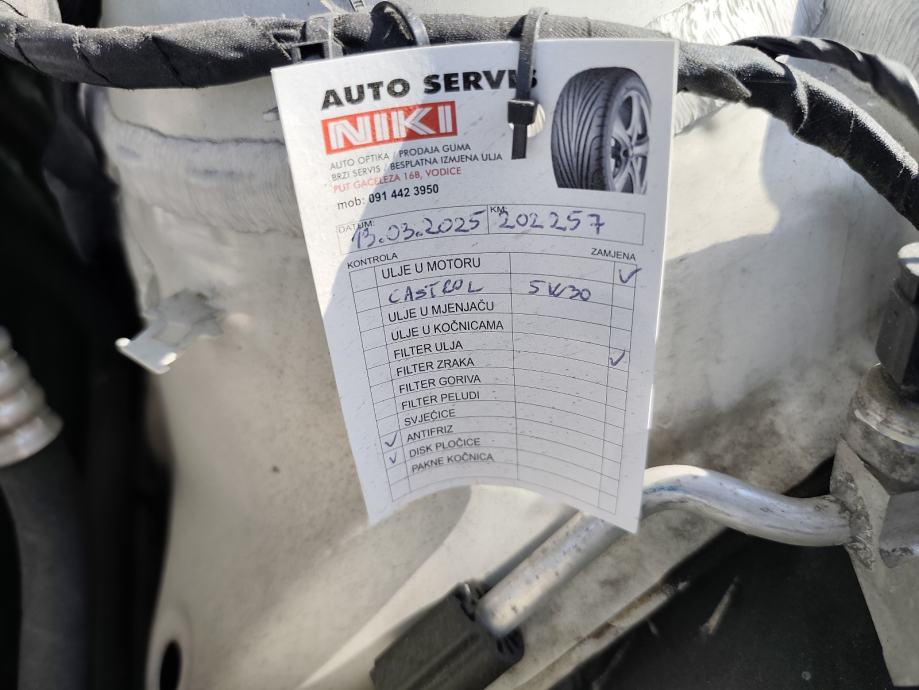 AUTO SERVIS
NIKI
AUTO OPTIKA / PRODAJA GUMA
BRZI SERVIS / BESPLATNA IZMJENA ULJA
PUT GACELEZA 16B, VODICE
mob: 091 442 3950
DATUM: 13.03.2025 KM: 202257
KONTROLA ZAMJENA
ULJE U MOTORU ✓
CASTROL 5W30
ULJE U MJENJAČU
ULJE U KOČNICAMA
FILTER ULJA ✓
FILTER ZRAKA
FILTER GORIVA
FILTER PELUDI
SVJEĆICE
✓ ANTIFRIZ
✓ DISK PLOČICE
PAKNE KOČNICA